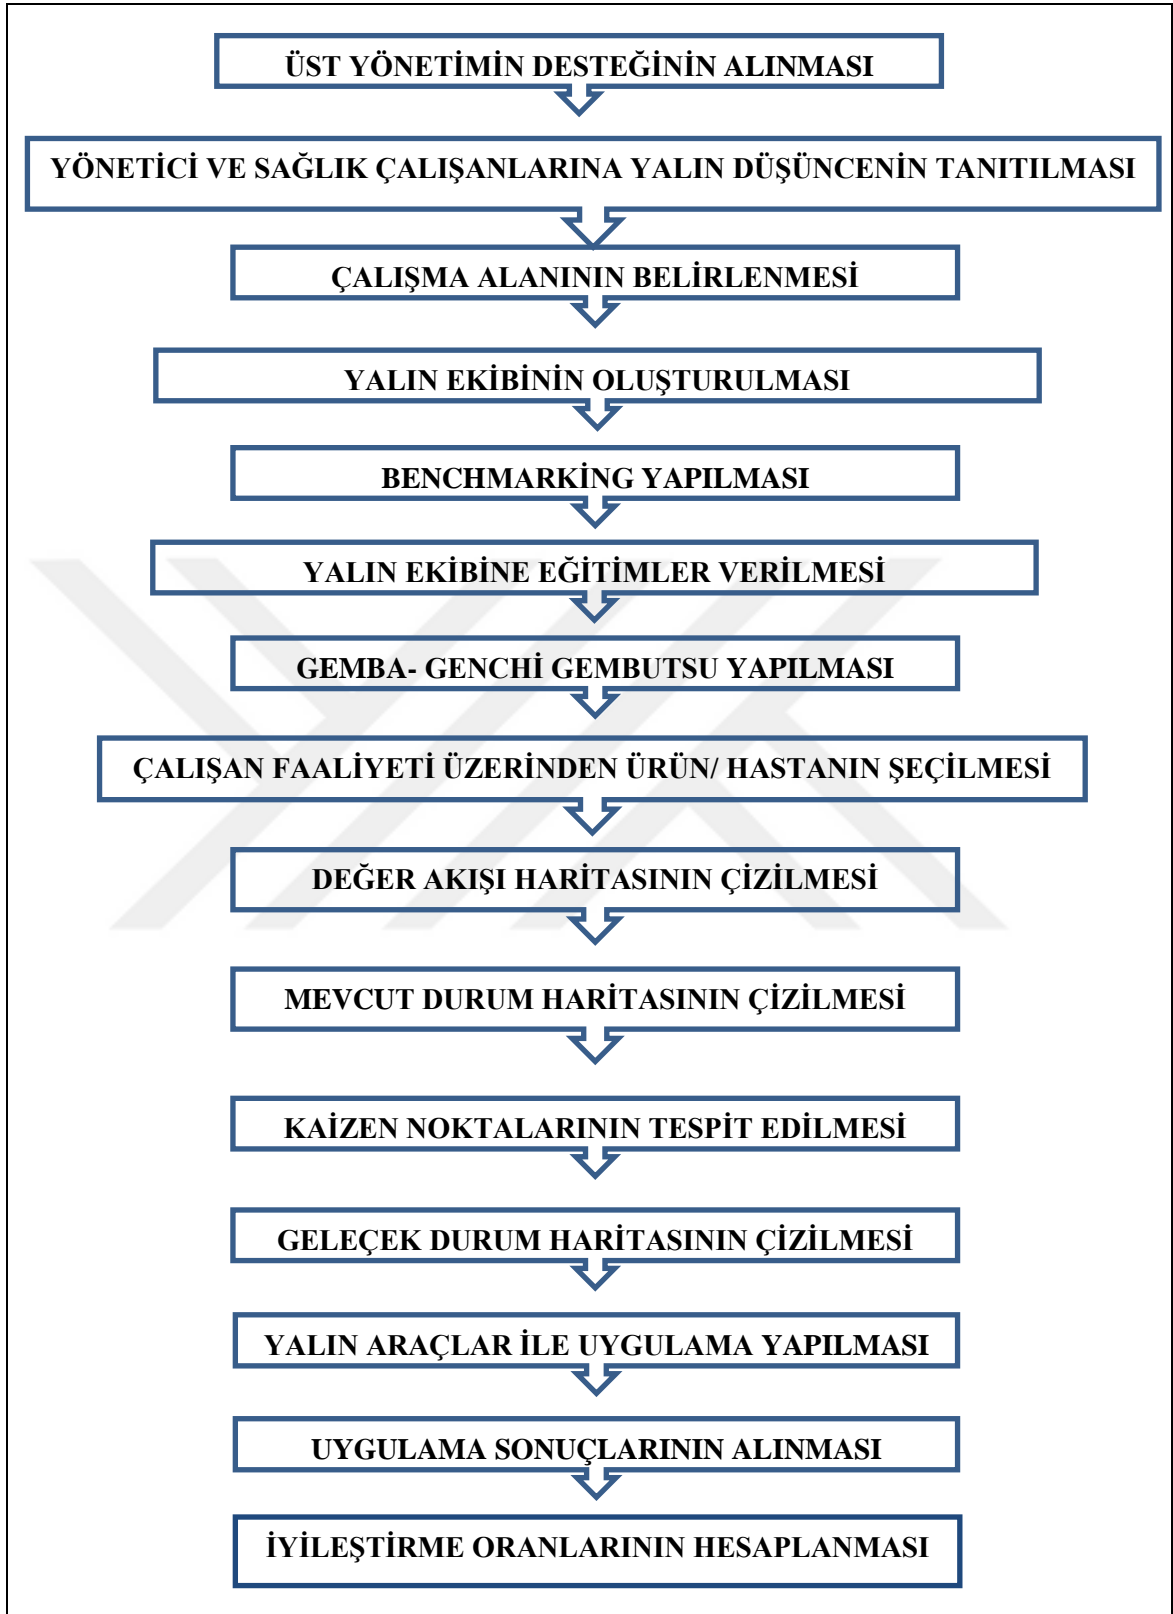 ÜST YÖNETİMİN DESTEĞİNİN ALINMASI
YÖNETİCİ VE SAĞLIK ÇALIŞANLARINA YALIN DÜŞÜNCENİN TANITILMASI
ÇALIŞMA ALANININ BELİRLENMESİ
YALIN EKİBİNİN OLUŞTURULMASI
BENCHMARKİNG YAPILMASI
YALIN EKİBİNE EĞİTİMLER VERİLMESİ
GEMBA- GENCHİ GEMBUTSU YAPILMASI
ÇALIŞAN FAALİYETİ ÜZERİNDEN ÜRÜN/ HASTANIN ŞEÇİLMESİ
DEĞER AKIŞI HARİTASININ ÇİZİLMESİ
MEVCUT DURUM HARİTASININ ÇİZİLMESİ
KAİZEN NOKTALARININ TESPİT EDİLMESİ
GELEÇEK DURUM HARİTASININ ÇİZİLMESİ
YALIN ARAÇLAR İLE UYGULAMA YAPILMASI
UYGULAMA SONUÇLARININ ALINMASI
İYİLEŞTİRME ORANLARININ HESAPLANMASI